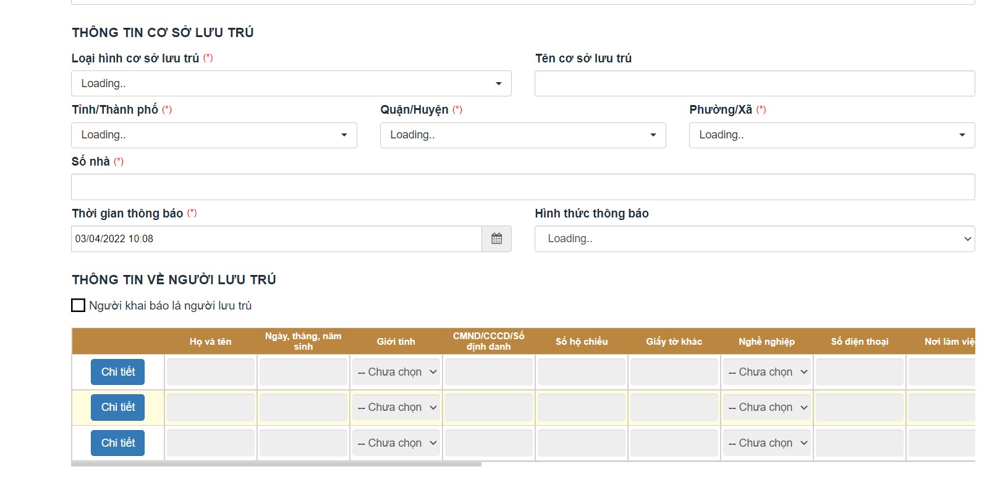 THÔNG TIN CƠ SỞ LƯU TRÚ
Loại hình cơ sở lưu trú (*)
Tên cơ sở lưu trú
Loading..
Tỉnh/Thành phố (*)
Quận/Huyện (*)
Phường/Xã (*)
Loading..
Loading..
Loading..
Số nhà (*)
Thời gian thông báo (*)
Hình thức thông báo
03/04/2022 10:08
Loading..
THÔNG TIN VỀ NGƯỜI LƯU TRÚ
Người khai báo là người lưu trú
Họ và tên
Ngày, tháng, năm
sinh
Giới tính
CMND/CCCD/Số
định danh
Số hộ chiếu
Giấy tờ khác
Nghề nghiệp
Số điện thoại
Nơi làm việ
Chi tiết
-- Chưa chọn
-- Chưa chọn
Chi tiết
-- Chưa chọn
-- Chưa chọn
Chi tiết
-- Chưa chọn
-- Chưa chọn